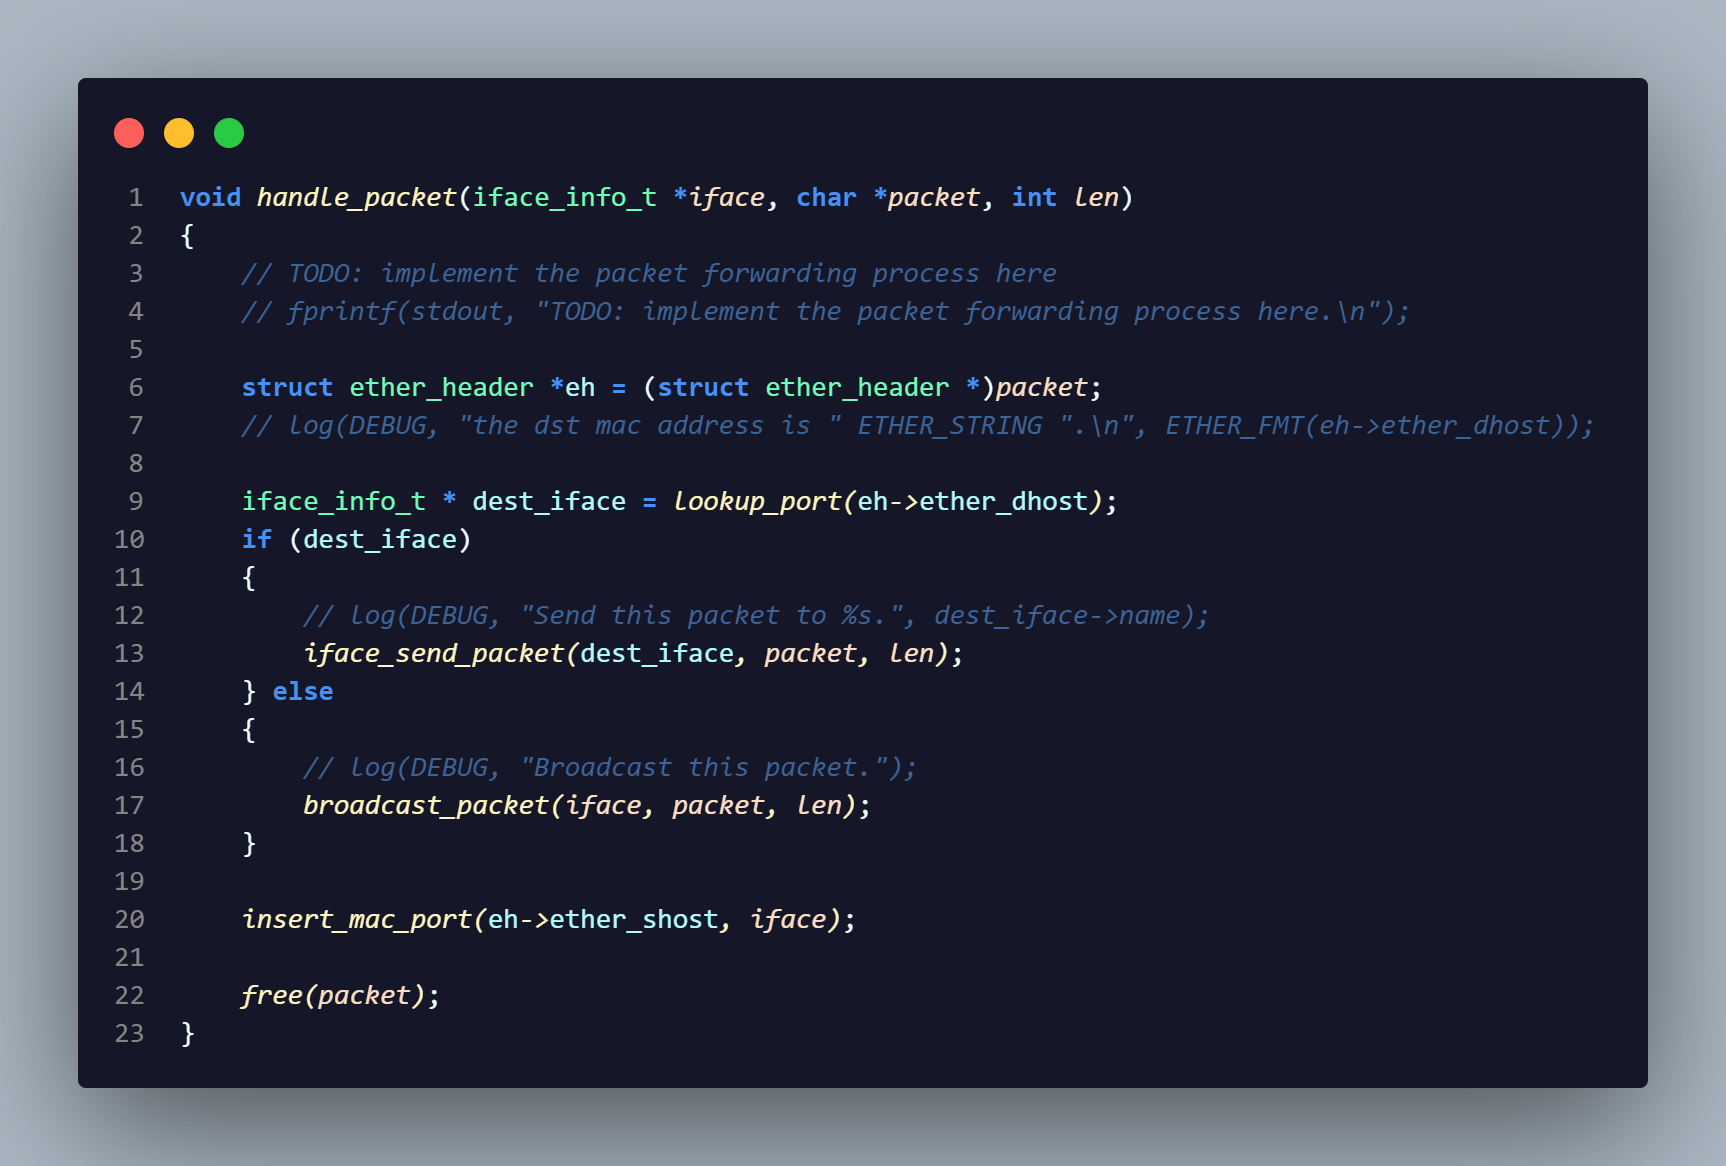 1 void handle_packet(iface_info_t *iface, char *packet, int len)
2 {
3     // TODO: implement the packet forwarding process here
4     // fprintf(stdout, "TODO: implement the packet forwarding process here.\n");
5
6     struct ether_header *eh = (struct ether_header *)packet;
7     // log(DEBUG, "the dst mac address is " ETHER_STRING ".\n", ETHER_FMT(eh->ether_dhost));
8
9     iface_info_t * dest_iface = lookup_port(eh->ether_dhost);
10     if (dest_iface)
11     {
12         // log(DEBUG, "Send this packet to %s.", dest_iface->name);
13         iface_send_packet(dest_iface, packet, len);
14     } else
15     {
16         // log(DEBUG, "Broadcast this packet.");
17         broadcast_packet(iface, packet, len);
18     }
19
20     insert_mac_port(eh->ether_shost, iface);
21
22     free(packet);
23 }